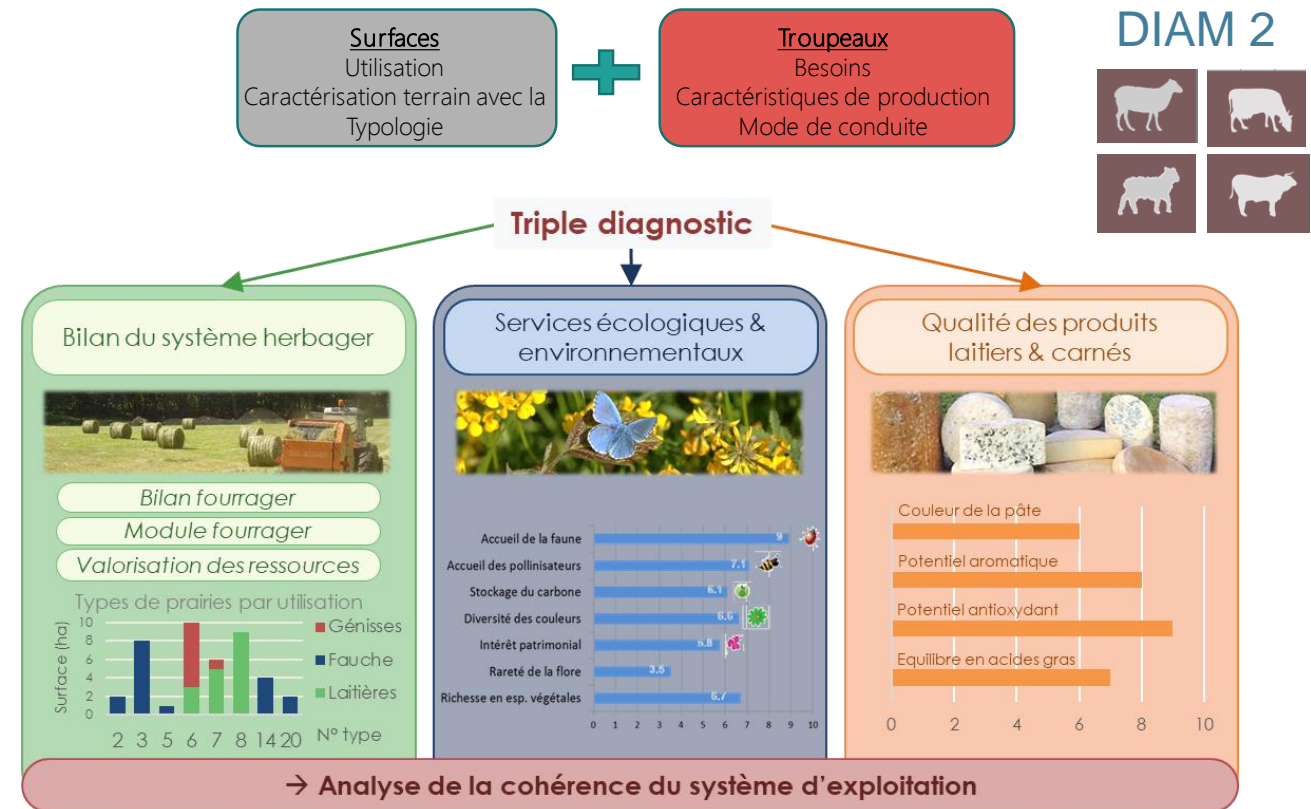 Surfaces
Utilisation
Caractérisation terrain avec la
Typologie
Troupeaux
Besoins
Caractéristiques de production
Mode de conduite
DIAM 2
Triple diagnostic
Bilan du système herbager
Bilan fourrager
Module fourrager
Valorisation des ressources
Types de prairies par utilisation
Surface (ha)
10
8
6
4
2
0
2 3 5 6 7 8 14 20 N° type
Génisses
Fauche
Laitières
Services écologiques &
environnementaux
Accueil de la faune 9
Accueil des pollinisateurs 7.1
Stockage du carbone 6.1
Diversité des couleurs 6.6
Intérêt patrimonial 5.8
Rareté de la flore 3.5
Richesse en esp. végétales 6.7
0 1 2 3 4 5 6 7 8 9 10
Qualité des produits
laitiers & carnés
Couleur de la pâte
Potentiel aromatique
Potentiel antioxydant
Equilibre en acides gras
0 2 4 6 8 10
→ Analyse de la cohérence du système d'exploitation